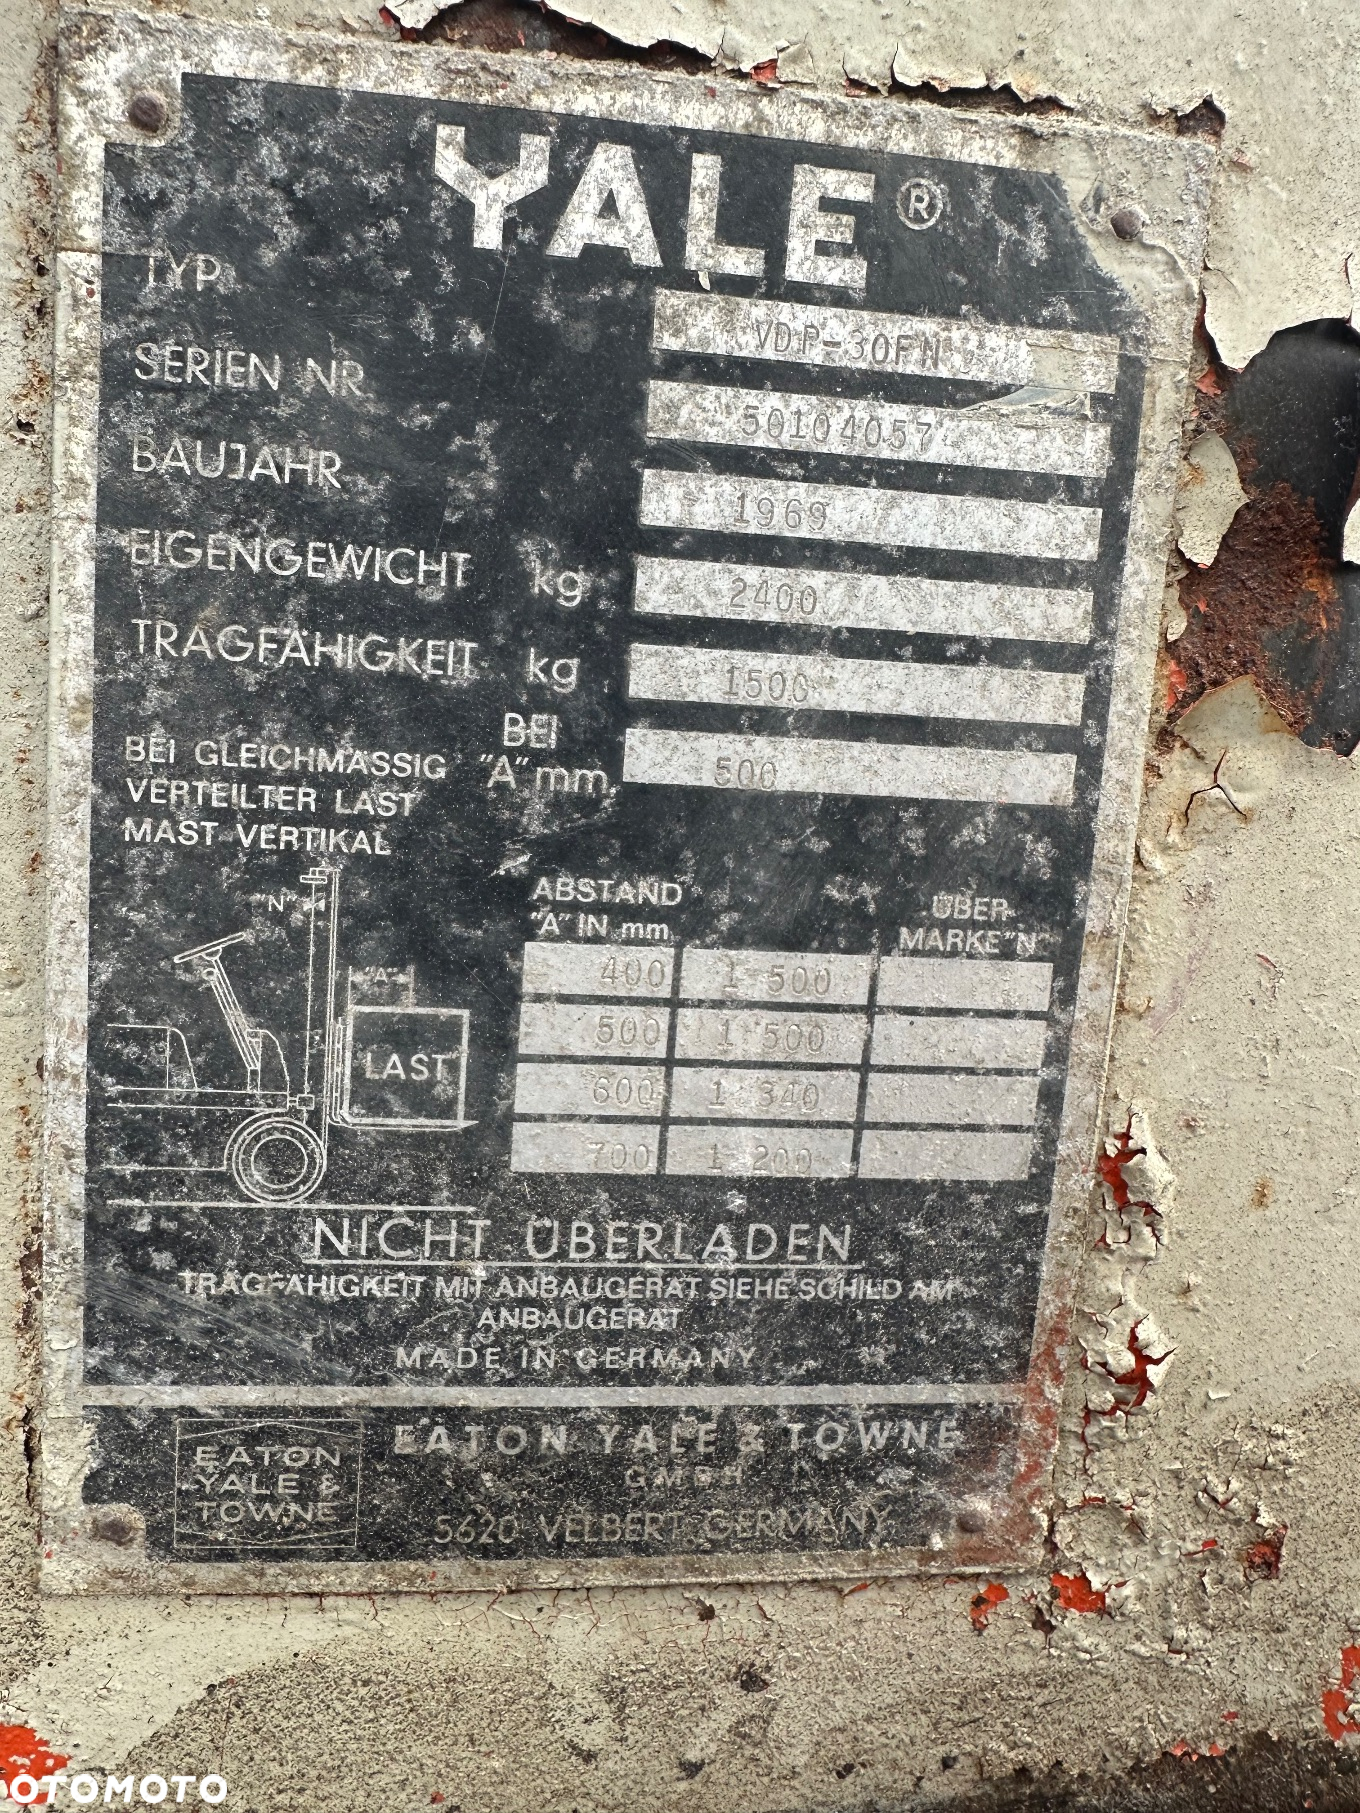 YALE®
TYP VDP-30FN
SERIEN NR 50104057
BAUJAHR 1969
EIGENGEWICHT kg 2400
TRAGFÄHIGKEIT kg 1500
BEI
BEI GLEICHMÄSSIG "A" mm 500
VERTEILTER LAST
MAST VERTIKAL
"N"
"A"
LAST
ABSTAND ÜBER
"A" IN mm MARKE "N"
400 1 500
500 1 500
600 1 340
700 1 200
NICHT ÜBERLADEN
TRAGFÄHIGKEIT MIT ANBAUGERÄT SIEHE SCHILD AM
ANBAUGERÄT
MADE IN GERMANY
EATON
YALE &
TOWNE
EATON YALE & TOWNE
GMBH
5620 VELBERT, GERMANY
OTOMOTO